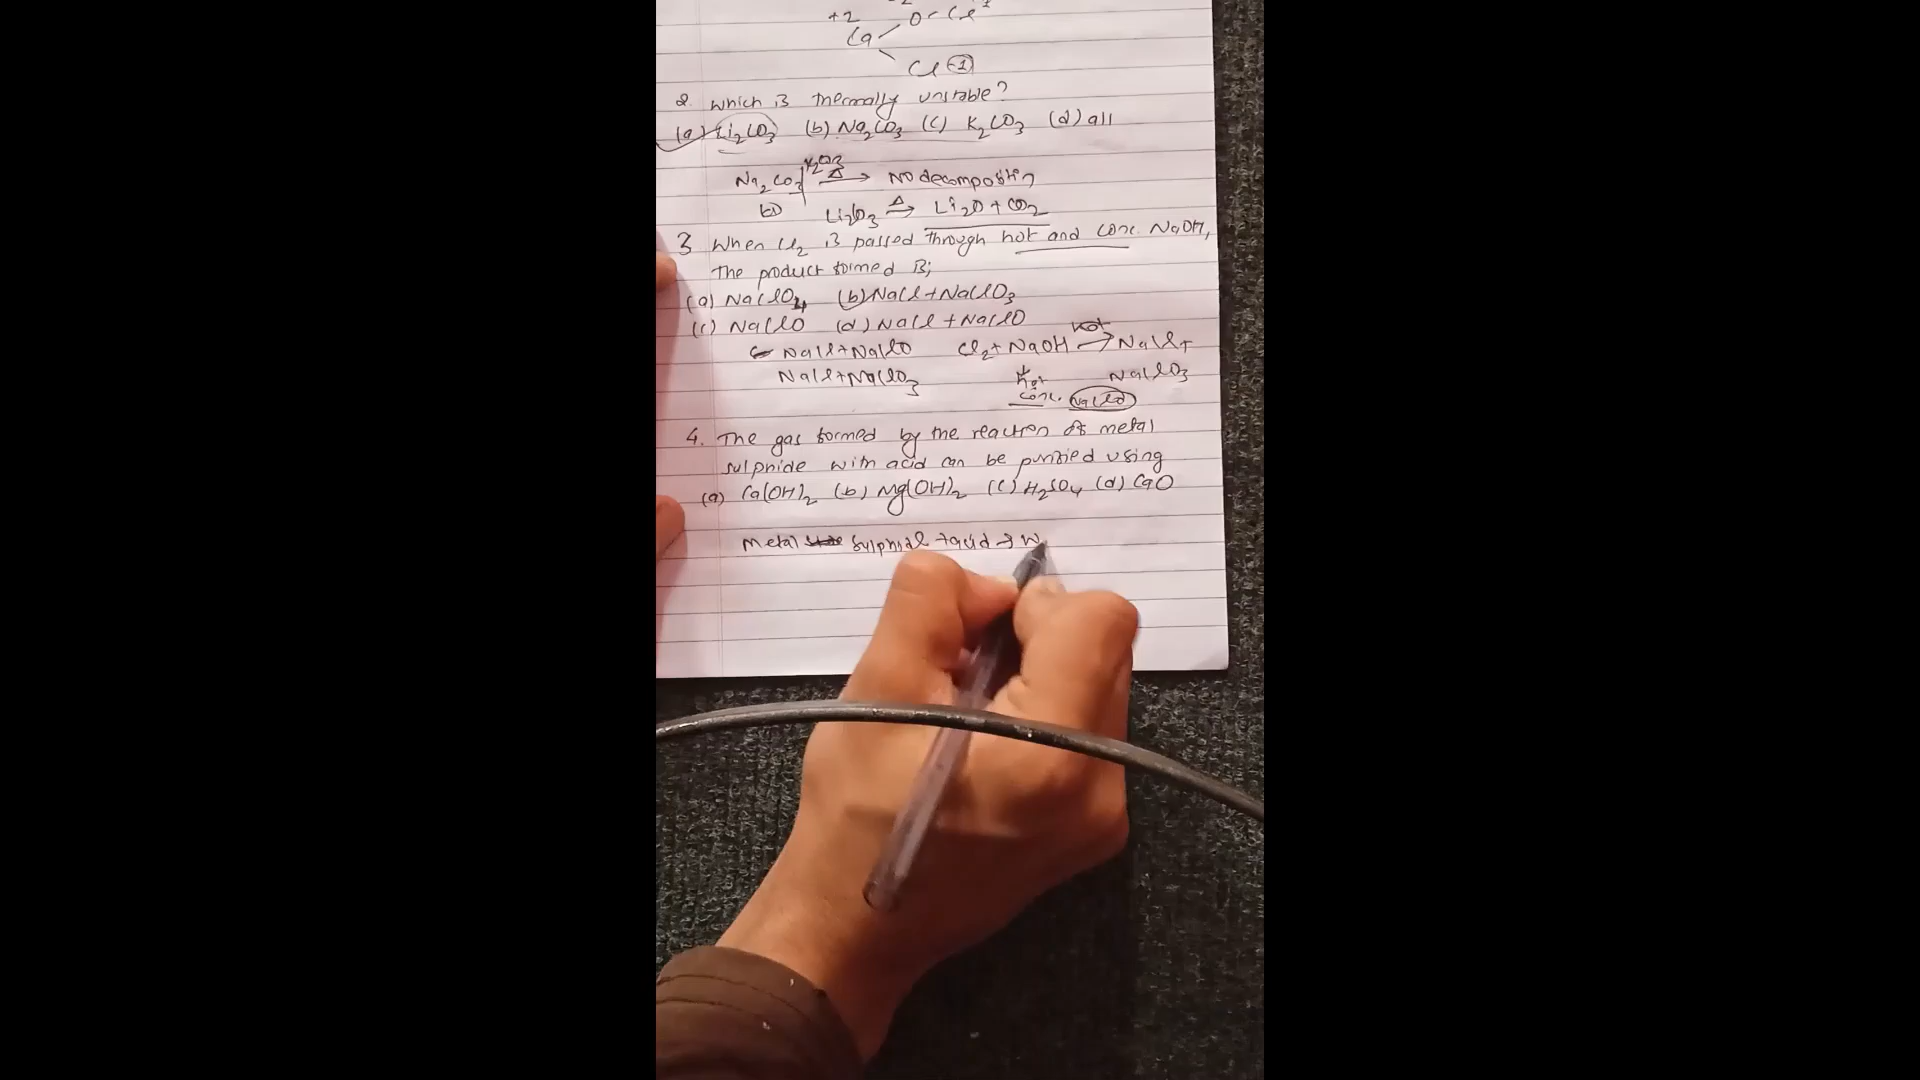 +2 O-Cl
Ca
Cl -1
2. Which is thermally unstable?
(a) Li2CO3 (b) Na2CO3 (c) K2CO3 (d) all
K2CO3
Na2CO3 Δ→ No decomposition
Li2CO3 Δ→ Li2O + CO2
3 When Cl2 is passed through hot and conc. NaOH,
the product formed is;
(a) NaClO4 (b) NaCl+NaClO3
(c) NaClO (d) NaCl + NaClO
NaCl+NaClO Cl2+NaOH hot→ NaCl+
NaCl+NaClO3 Hot NaClO3
conc. NaClO
4. The gas formed by the reaction of metal
sulphide with acid can be purified using
(a) Ca(OH)2 (b) Mg(OH)2 (c) H2SO4 (d) CaO
Metal sulphide +acid →